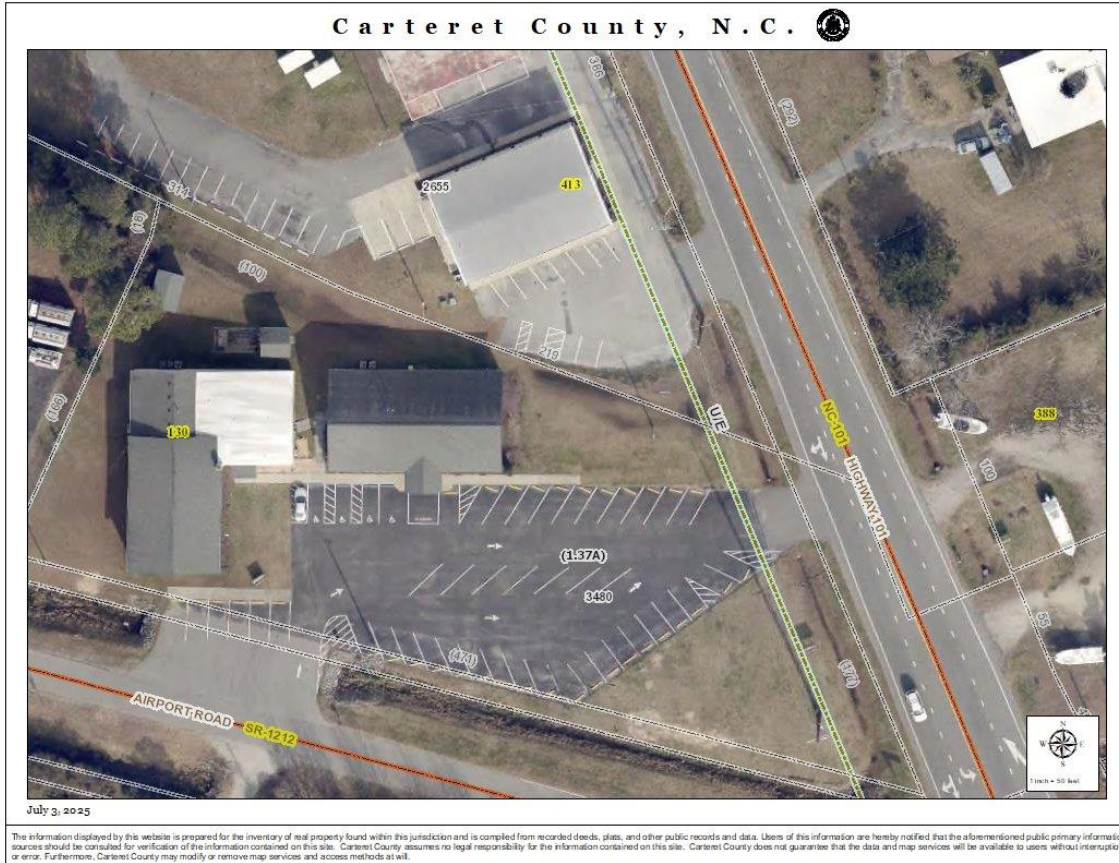 Carteret County, N.C.
386
(292)
2655
413
314
(16)
(100)
219
U/E
NC-101
HIGHWAY 101
388
100
130
(1.37A)
3480
(471)
85
AIRPORT ROAD
SR-1212
N
W E
S
1 inch = 50 feet
July 3, 2025
The information displayed by this website is prepared for the inventory of real property found within this jurisdiction and is compiled from recorded deeds, plats, and other public records and data. Users of this information are hereby notified that the aforementioned public primary informatio
sources should be consulted for verification of the information contained on this site. Carteret County assumes no legal responsibility for the information contained on this site. Carteret County does not guarantee that the data and map services will be available to users without interruptio
or error. Furthermore, Carteret County may modify or remove map services and access methods at will.